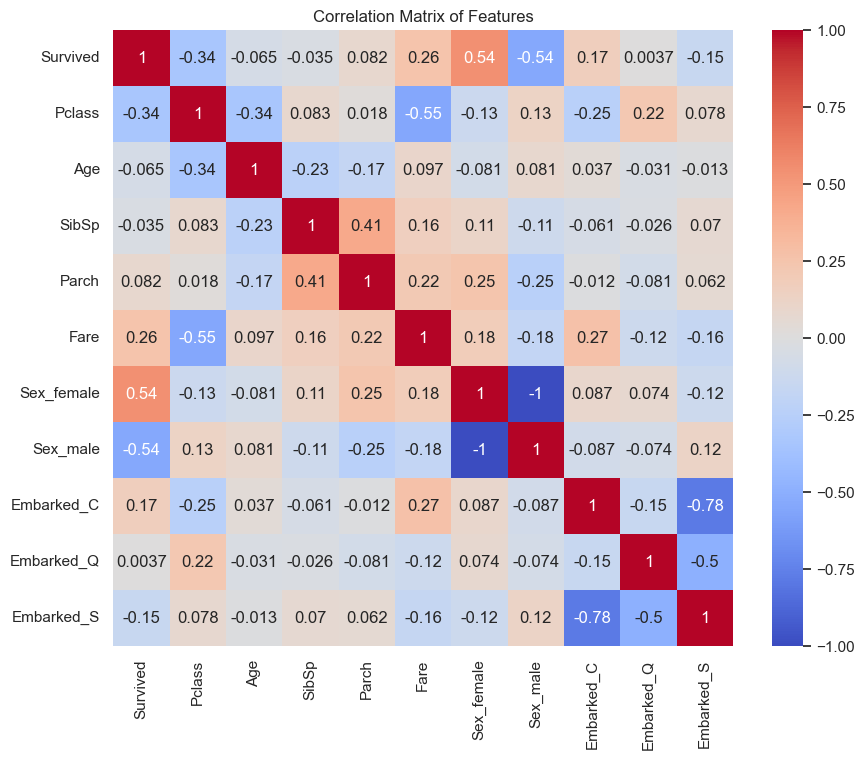 Correlation Matrix of Features
Survived 1 -0.34 -0.065 -0.035 0.082 0.26 0.54 -0.54 0.17 0.0037 -0.15
Pclass -0.34 1 -0.34 0.083 0.018 -0.55 -0.13 0.13 -0.25 0.22 0.078
Age -0.065 -0.34 1 -0.23 -0.17 0.097 -0.081 0.081 0.037 -0.031 -0.013
SibSp -0.035 0.083 -0.23 1 0.41 0.16 0.11 -0.11 -0.061 -0.026 0.07
Parch 0.082 0.018 -0.17 0.41 1 0.22 0.25 -0.25 -0.012 -0.081 0.062
Fare 0.26 -0.55 0.097 0.16 0.22 1 0.18 -0.18 0.27 -0.12 -0.16
Sex_female 0.54 -0.13 -0.081 0.11 0.25 0.18 1 -1 0.087 0.074 -0.12
Sex_male -0.54 0.13 0.081 -0.11 -0.25 -0.18 -1 1 -0.087 -0.074 0.12
Embarked_C 0.17 -0.25 0.037 -0.061 -0.012 0.27 0.087 -0.087 1 -0.15 -0.78
Embarked_Q 0.0037 0.22 -0.031 -0.026 -0.081 -0.12 0.074 -0.074 -0.15 1 -0.5
Embarked_S -0.15 0.078 -0.013 0.07 0.062 -0.16 -0.12 0.12 -0.78 -0.5 1
Survived Pclass Age SibSp Parch Fare Sex_female Sex_male Embarked_C Embarked_Q Embarked_S
1.00
0.75
0.50
0.25
0.00
−0.25
−0.50
−0.75
−1.00